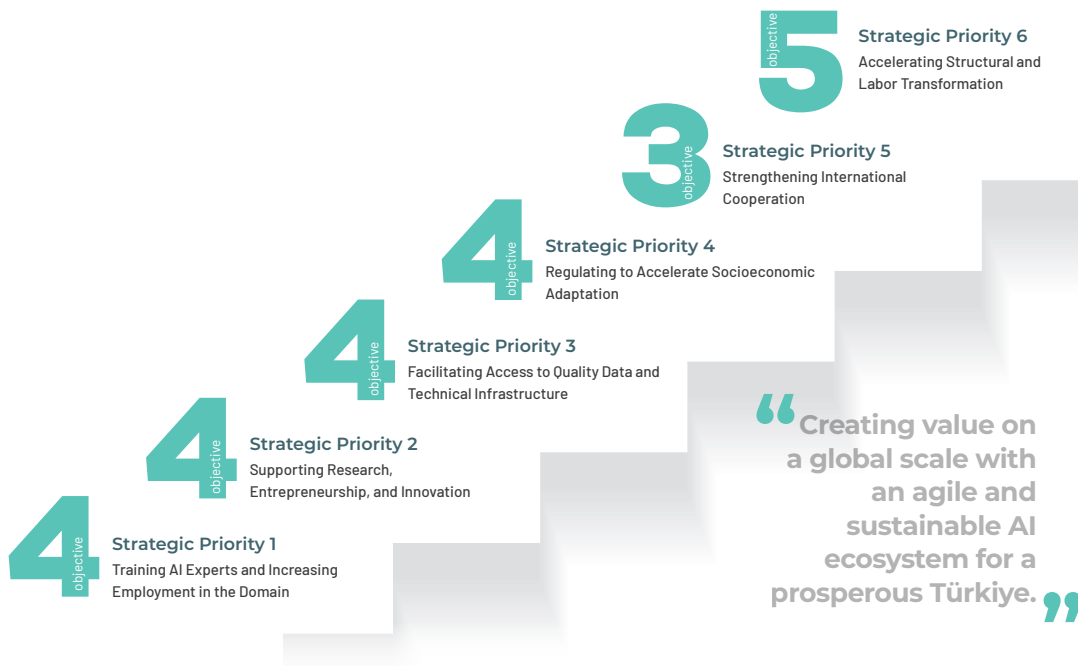 5
objective
Strategic Priority 6
Accelerating Structural and
Labor Transformation
3
objective
Strategic Priority 5
Strengthening International
Cooperation
4
objective
Strategic Priority 4
Regulating to Accelerate Socioeconomic
Adaptation
4
objective
Strategic Priority 3
Facilitating Access to Quality Data and
Technical Infrastructure
4
objective
Strategic Priority 2
Supporting Research,
Entrepreneurship, and Innovation
4
objective
Strategic Priority 1
Training AI Experts and Increasing
Employment in the Domain
“Creating value on
a global scale with
an agile and
sustainable AI
ecosystem for a
prosperous Türkiye.”